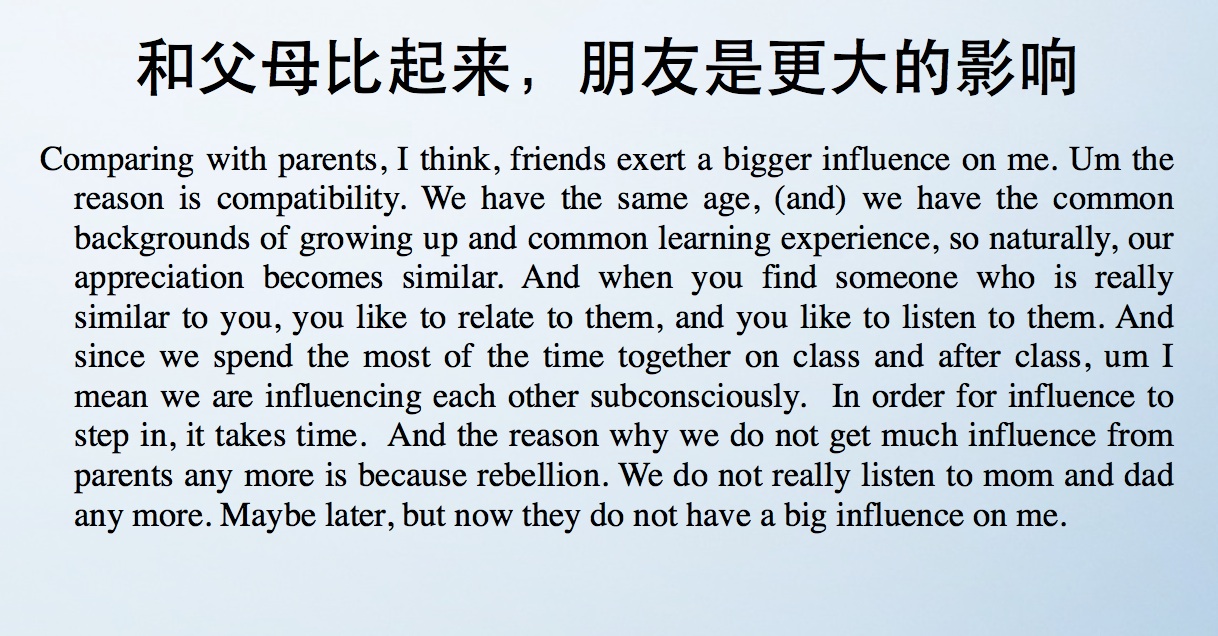 和父母比起来，朋友是更大的影响
Comparing with parents, I think, friends exert a bigger influence on me. Um the
reason is compatibility. We have the same age, (and) we have the common
backgrounds of growing up and common learning experience, so naturally, our
appreciation becomes similar. And when you find someone who is really
similar to you, you like to relate to them, and you like to listen to them. And
since we spend the most of the time together on class and after class, um I
mean we are influencing each other subconsciously.  In order for influence to
step in, it takes time.  And the reason why we do not get much influence from
parents any more is because rebellion. We do not really listen to mom and dad
any more. Maybe later, but now they do not have a big influence on me.